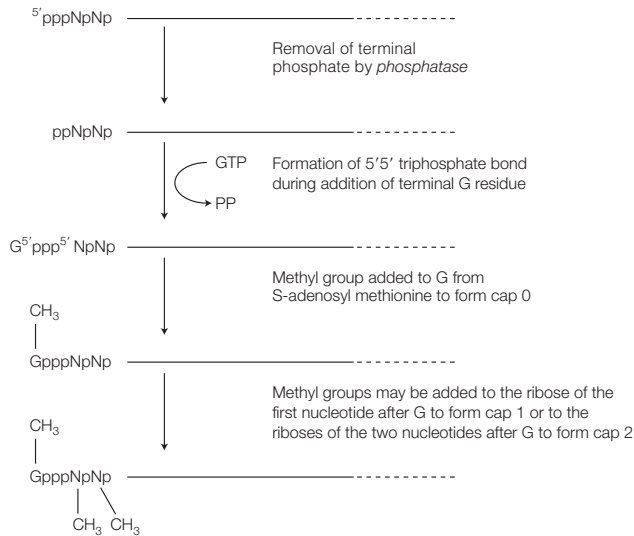 5′pppNpNp
Removal of terminal
phosphate by phosphatase
ppNpNp
GTP
PP
Formation of 5′5′ triphosphate bond
during addition of terminal G residue
G5′ppp5′ NpNp
Methyl group added to G from
S-adenosyl methionine to form cap 0
CH3
GpppNpNp
Methyl groups may be added to the ribose of the
first nucleotide after G to form cap 1 or to the
riboses of the two nucleotides after G to form cap 2
CH3
GpppNpNp
CH3 CH3